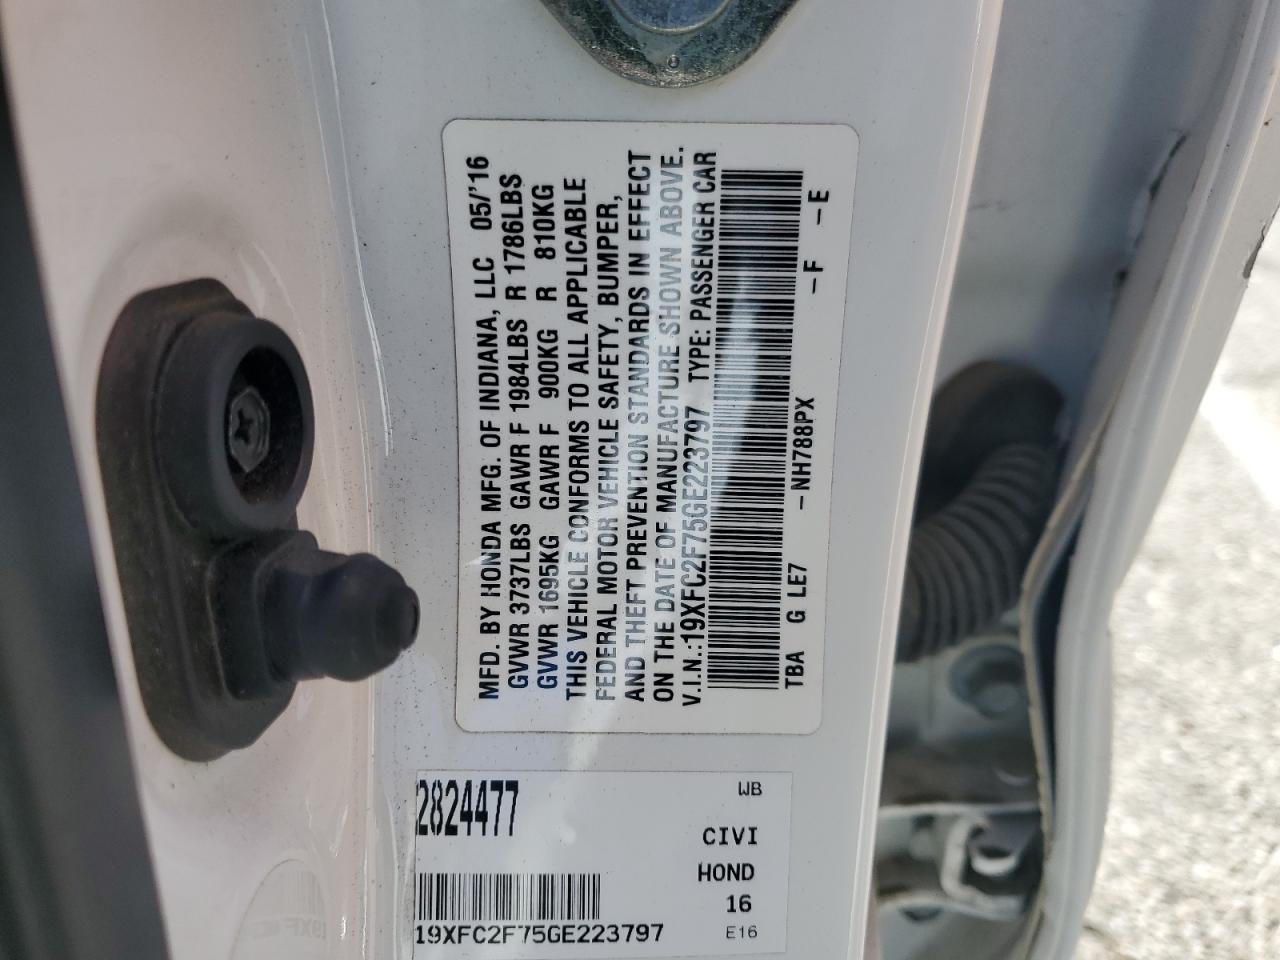 MFD. BY HONDA MFG. OF INDIANA, LLC 05/'16
GVWR 3737LBS GAWR F 1984LBS R 1786LBS
GVWR 1695KG GAWR F 900KG R 810KG
THIS VEHICLE CONFORMS TO ALL APPLICABLE
FEDERAL MOTOR VEHICLE SAFETY, BUMPER,
AND THEFT PREVENTION STANDARDS IN EFFECT
ON THE DATE OF MANUFACTURE SHOWN ABOVE.
V.I.N.:19XFC2F75GE223797 TYPE: PASSENGER CAR
TBA G LE7 -NH788PX -F -E
2824477 WB
CIVI
HOND
16
19XFC2F75GE223797 E16